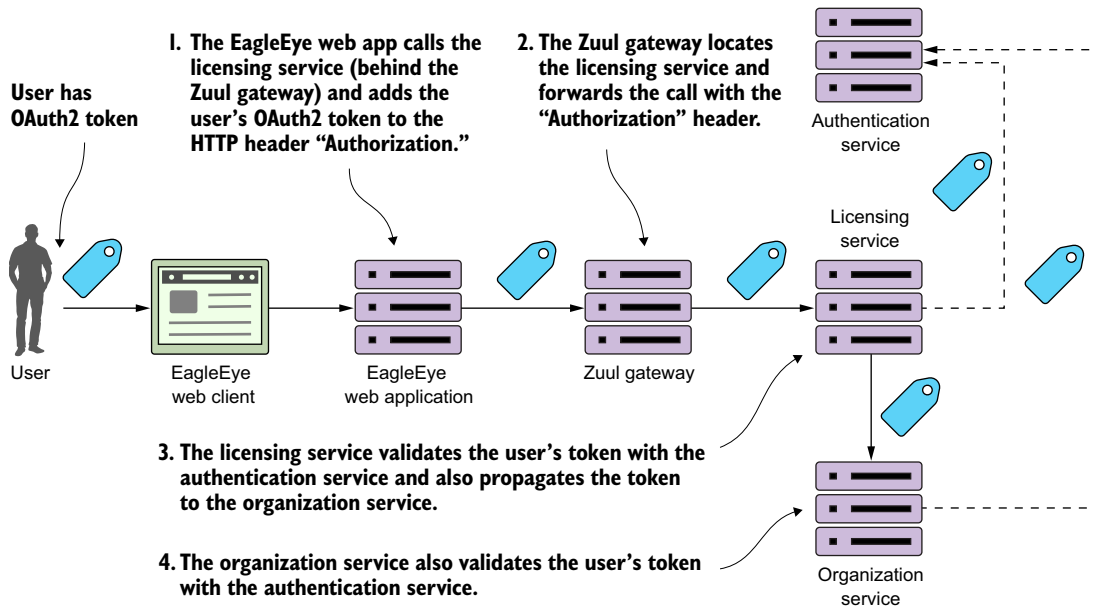 1. The EagleEye web app calls the
licensing service (behind the
Zuul gateway) and adds the
user's OAuth2 token to the
HTTP header “Authorization.”
2. The Zuul gateway locates
the licensing service and
forwards the call with the
“Authorization” header.
User has
OAuth2 token
Authentication
service
Licensing
service
User
EagleEye
web client
EagleEye
web application
Zuul gateway
3. The licensing service validates the user's token with the
authentication service and also propagates the token
to the organization service.
4. The organization service also validates the user's token
with the authentication service.
Organization
service